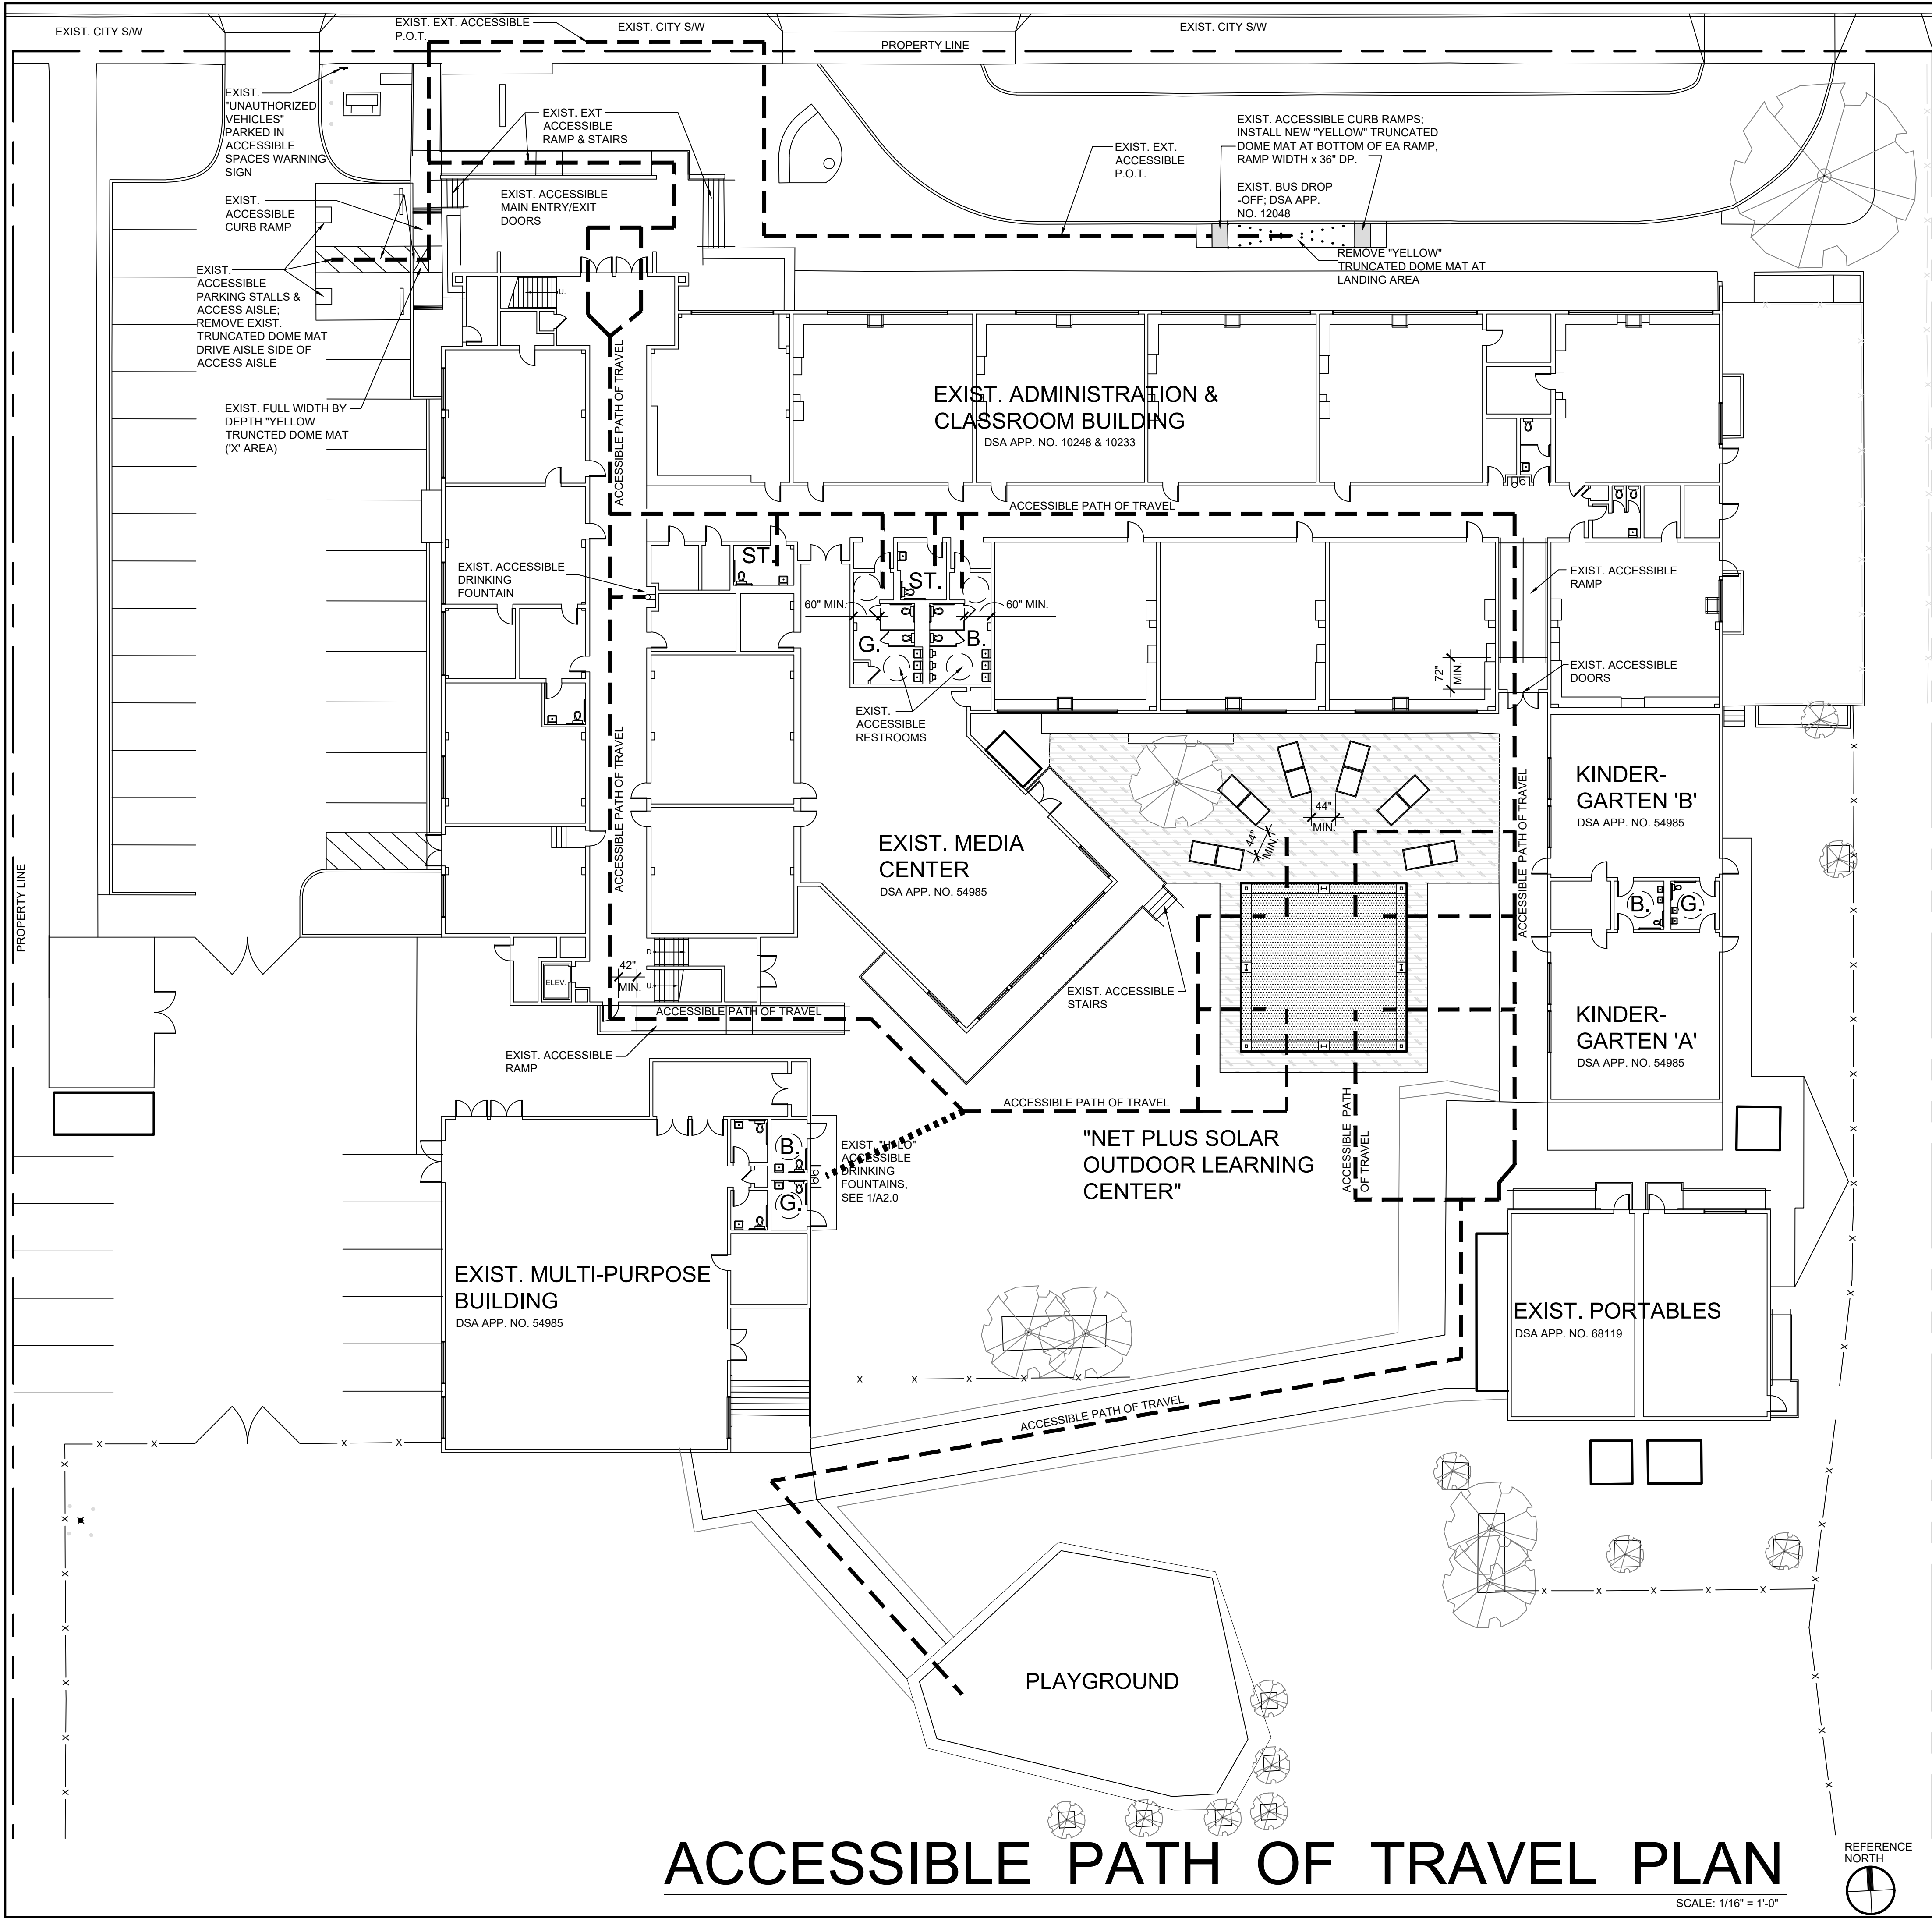 EXIST. CITY S/W
EXIST. EXT. ACCESSIBLE
P.O.T.
EXIST. CITY S/W
PROPERTY LINE
EXIST. CITY S/W
EXIST.
"UNAUTHORIZED
VEHICLES"
PARKED IN
ACCESSIBLE
SPACES WARNING
SIGN
EXIST. EXT
ACCESSIBLE
RAMP & STAIRS
EXIST. EXT.
ACCESSIBLE
P.O.T.
EXIST. ACCESSIBLE CURB RAMPS;
INSTALL NEW "YELLOW" TRUNCATED
DOME MAT AT BOTTOM OF EA RAMP,
RAMP WIDTH x 36" DP.
EXIST. BUS DROP
-OFF; DSA APP.
NO. 12048
EXIST.
ACCESSIBLE
CURB RAMP
EXIST. ACCESSIBLE
MAIN ENTRY/EXIT
DOORS
REMOVE "YELLOW"
TRUNCATED DOME MAT AT
LANDING AREA
EXIST.
ACCESSIBLE
PARKING STALLS &
ACCESS AISLE;
REMOVE EXIST.
TRUNCATED DOME MAT
DRIVE AISLE SIDE OF
ACCESS AISLE
U.
ACCESSIBLE PATH OF TRAVEL
EXIST. FULL WIDTH BY
DEPTH "YELLOW
TRUNCTED DOME MAT
('X' AREA)
EXIST. ADMINISTRATION &
CLASSROOM BUILDING
DSA APP. NO. 10248 & 10233
ACCESSIBLE PATH OF TRAVEL
EXIST. ACCESSIBLE
DRINKING
FOUNTAIN
ST.
ST.
60" MIN.
60" MIN.
G.
B.
EXIST. ACCESSIBLE
RAMP
72"
MIN.
EXIST. ACCESSIBLE
DOORS
EXIST.
ACCESSIBLE
RESTROOMS
ACCESSIBLE PATH OF TRAVEL
ACCESSIBLE PATH OF TRAVEL
KINDER-
GARTEN 'B'
DSA APP. NO. 54985
44"
MIN.
44"
MIN.
EXIST. MEDIA
CENTER
DSA APP. NO. 54985
B.
G.
PROPERTY LINE
D.
ELEV.
42"
MIN.
U.
EXIST. ACCESSIBLE
STAIRS
ACCESSIBLE PATH OF TRAVEL
KINDER-
GARTEN 'A'
DSA APP. NO. 54985
EXIST. ACCESSIBLE
RAMP
ACCESSIBLE PATH OF TRAVEL
ACCESSIBLE PATH
OF TRAVEL
"NET PLUS SOLAR
OUTDOOR LEARNING
CENTER"
B.
G.
EXIST. "HI-LO"
ACCESSIBLE
DRINKING
FOUNTAINS,
SEE 1/A2.0
EXIST. MULTI-PURPOSE
BUILDING
DSA APP. NO. 54985
EXIST. PORTABLES
DSA APP. NO. 68119
ACCESSIBLE PATH OF TRAVEL
PLAYGROUND
ACCESSIBLE PATH OF TRAVEL PLAN
SCALE: 1/16" = 1'-0"
REFERENCE
NORTH